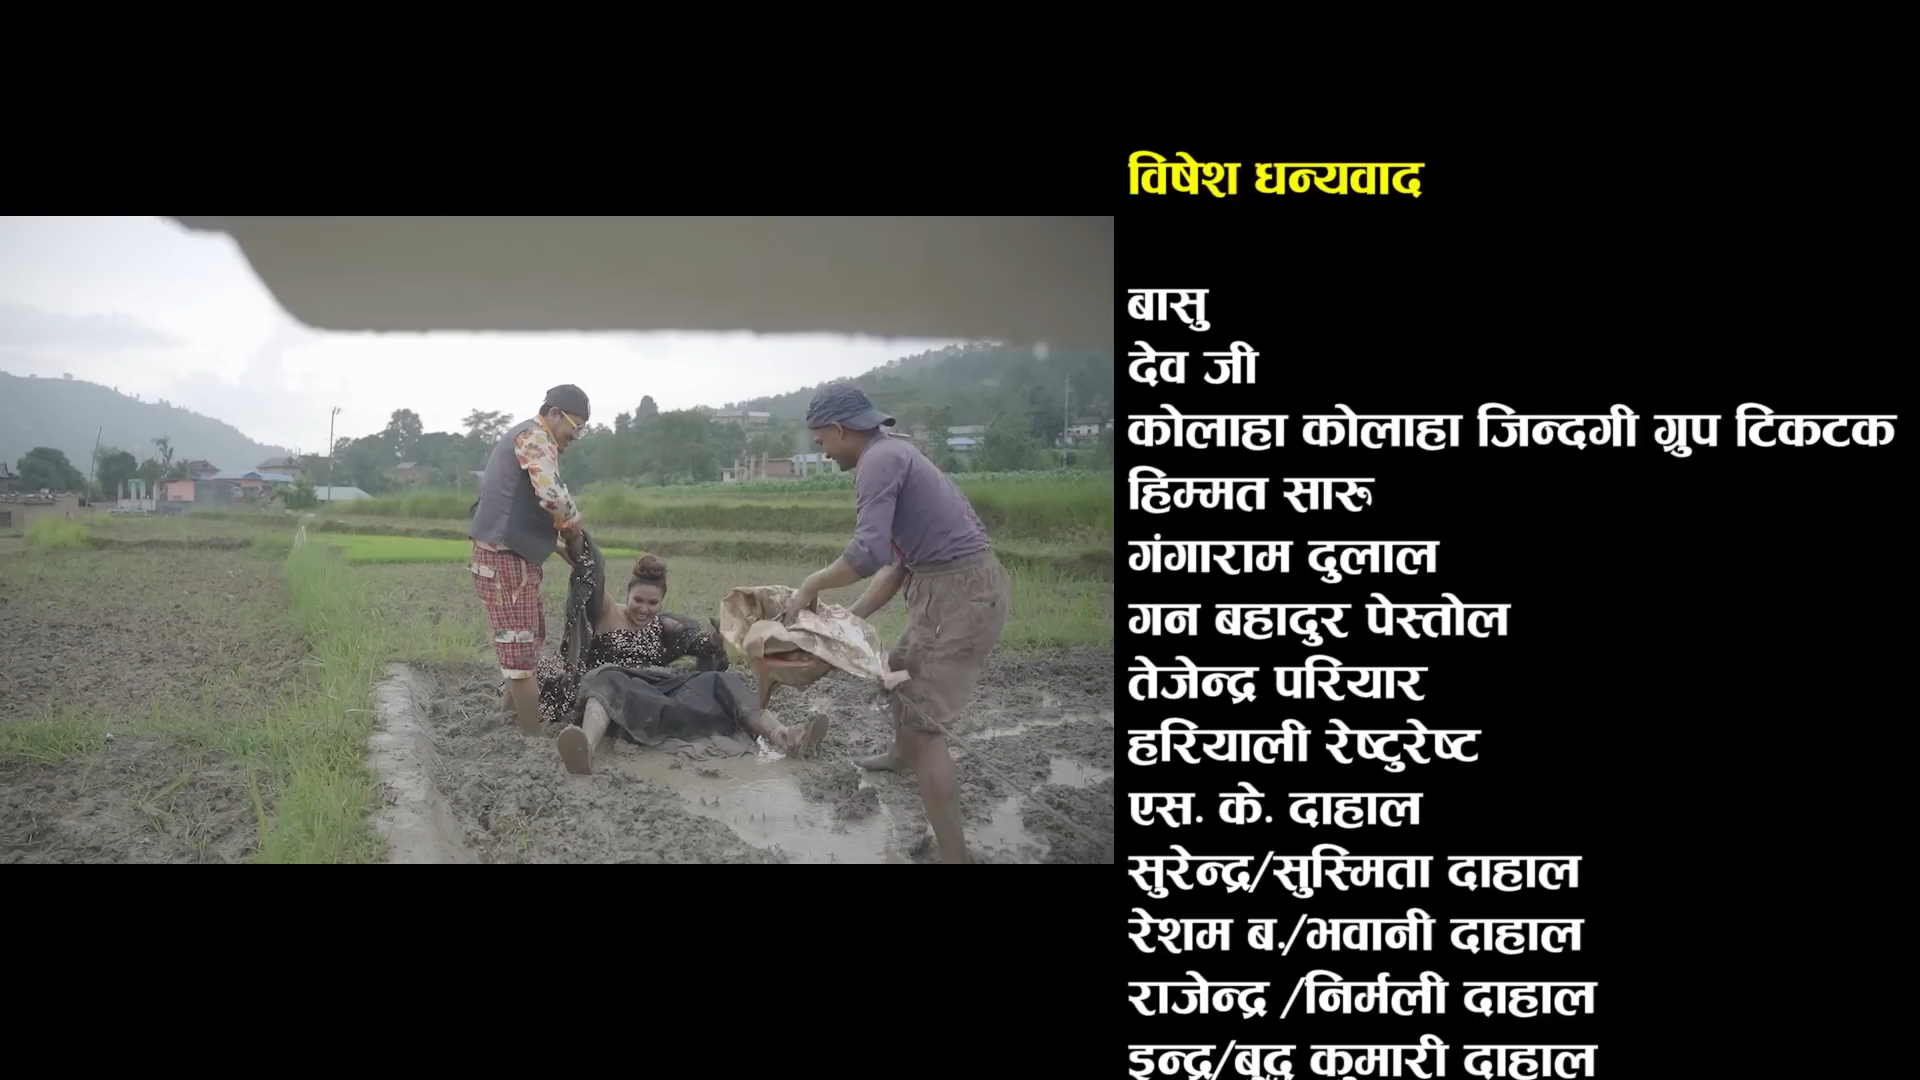 विषेश धन्यवाद
बासु
देव जी
कोलाहा कोलाहा जिन्दगी ग्रुप टिकटक
हिम्मत सारू
गंगाराम दुलाल
गन बहादुर पेस्तोल
तेजेन्द्र परियार
हरियाली रेष्टुरेष्ट
एस. के. दाहाल
सुरेन्द्र/सुस्मिता दाहाल
रेशम ब./भवानी दाहाल
राजेन्द्र /निर्मली दाहाल
इन्द्र/बुद्ध कुमारी दाहाल